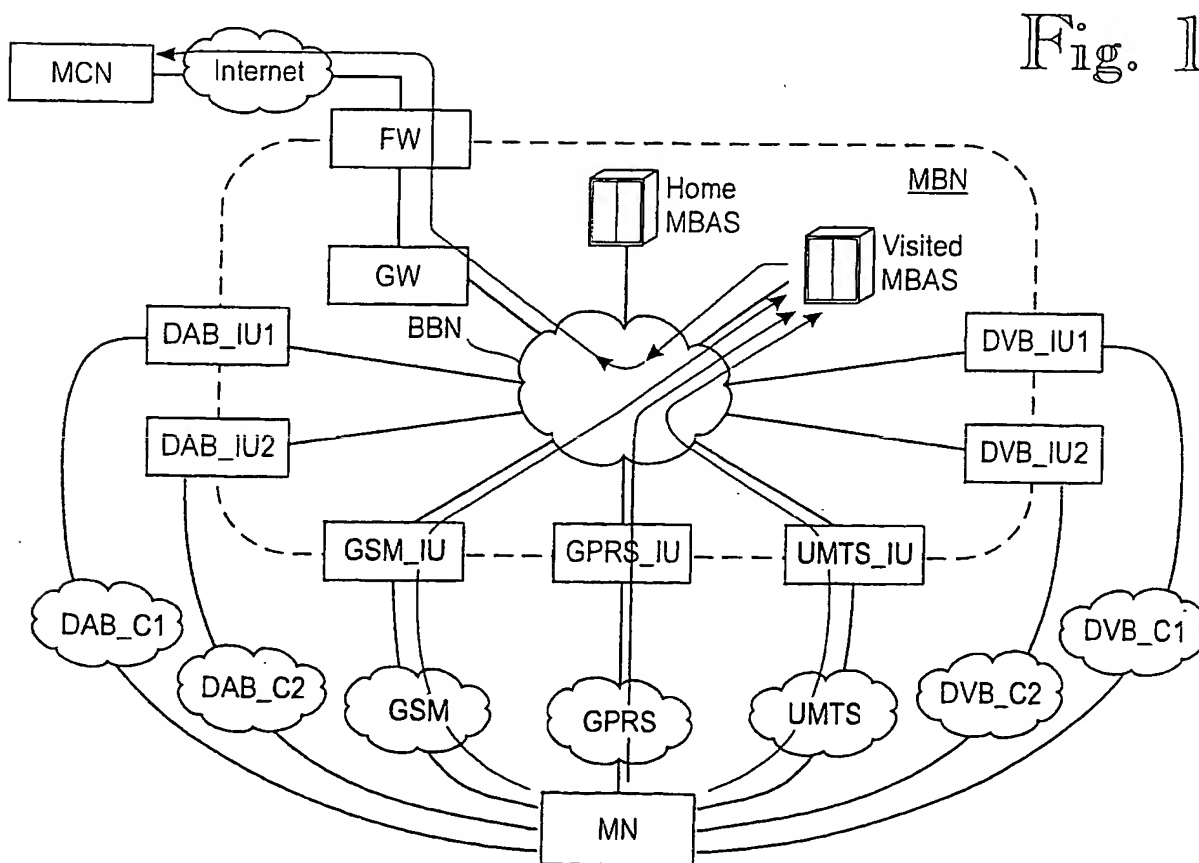 Fig. 1
MCN
Internet
FW
MBN
Home
MBAS
Visited
MBAS
GW
BBN
DAB_IU1
DVB_IU1
DAB_IU2
DVB_IU2
GSM_IU
GPRS_IU
UMTS_IU
DAB_C1
DVB_C1
DAB_C2
DVB_C2
GSM
GPRS
UMTS
MN